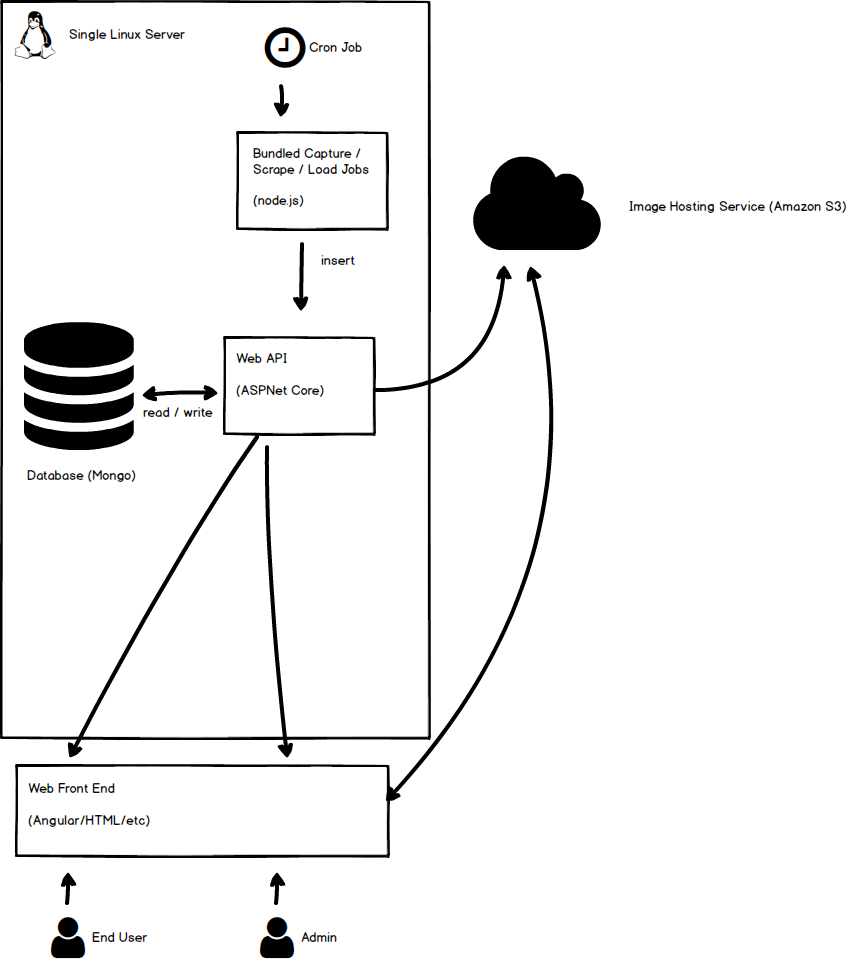 Single Linux Server
Cron Job
Bundled Capture /
Scrape / Load Jobs
(node.js)
Image Hosting Service (Amazon S3)
insert
Web API
(ASPNet Core)
read / write
Database (Mongo)
Web Front End
(Angular/HTML/etc)
End User
Admin